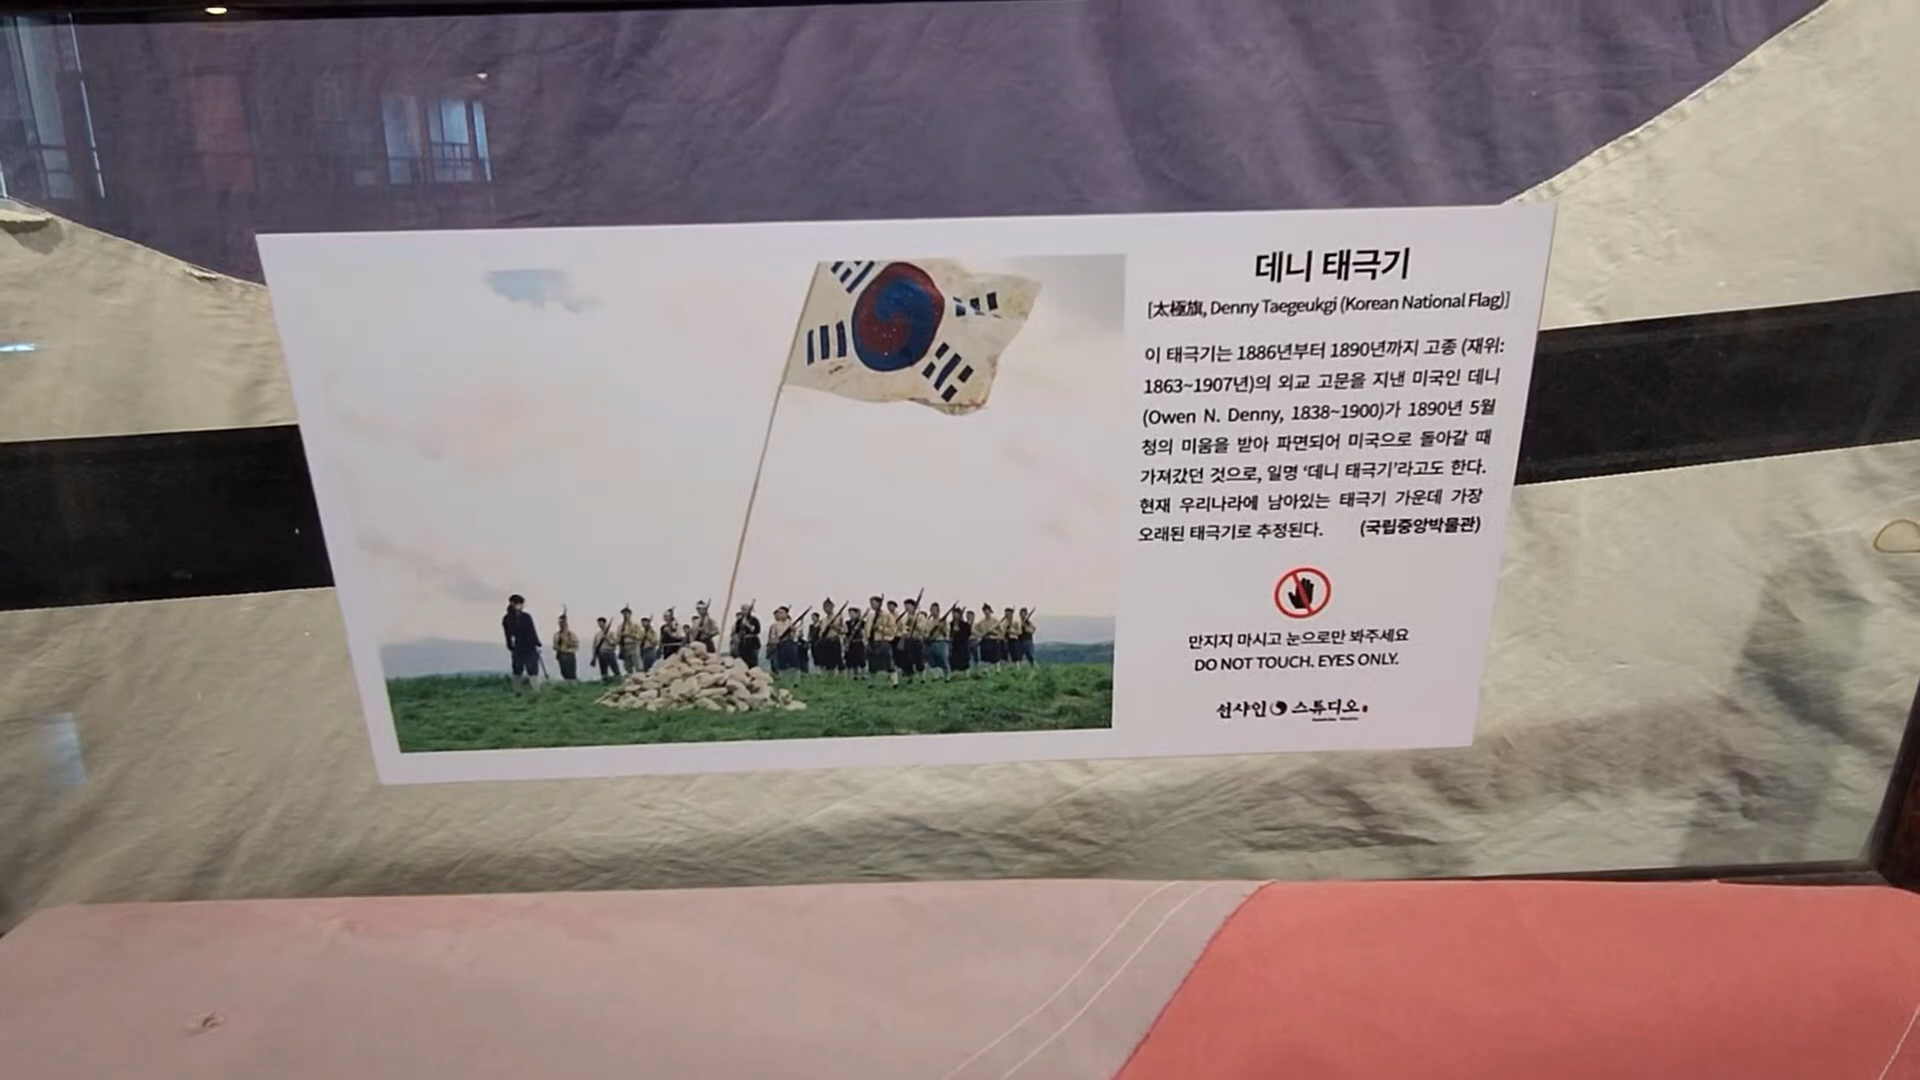 데니 태극기
[太極旗, Denny Taegeukgi (Korean National Flag)]
이 태극기는 1886년부터 1890년까지 고종 (재위:
1863~1907년)의 외교 고문을 지낸 미국인 데니
(Owen N. Denny, 1838~1900)가 1890년 5월
청의 미움을 받아 파면되어 미국으로 돌아갈 때
가져갔던 것으로, 일명 ‘데니 태극기’라고도 한다.
현재 우리나라에 남아있는 태극기 가운데 가장
오래된 태극기로 추정된다. (국립중앙박물관)
만지지 마시고 눈으로만 봐주세요
DO NOT TOUCH. EYES ONLY.
션샤인 스튜디오